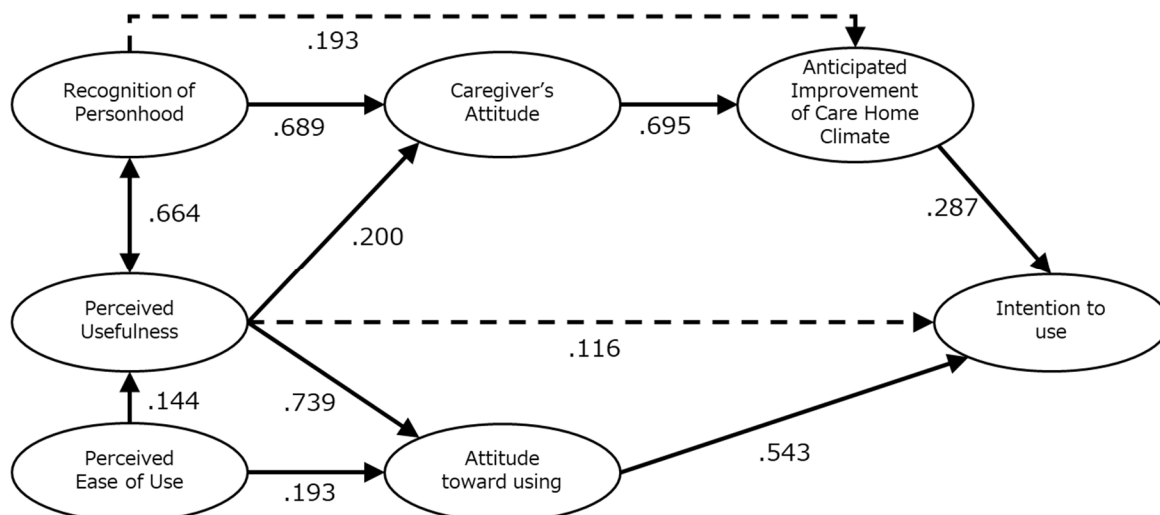 .193
Recognition of
Personhood
.689
Caregiver's
Attitude
.695
Anticipated
Improvement
of Care Home
Climate
.664
.200
.287
Perceived
Usefulness
.116
Intention to
use
.144
.739
Perceived
Ease of Use
.193
Attitude
toward using
.543